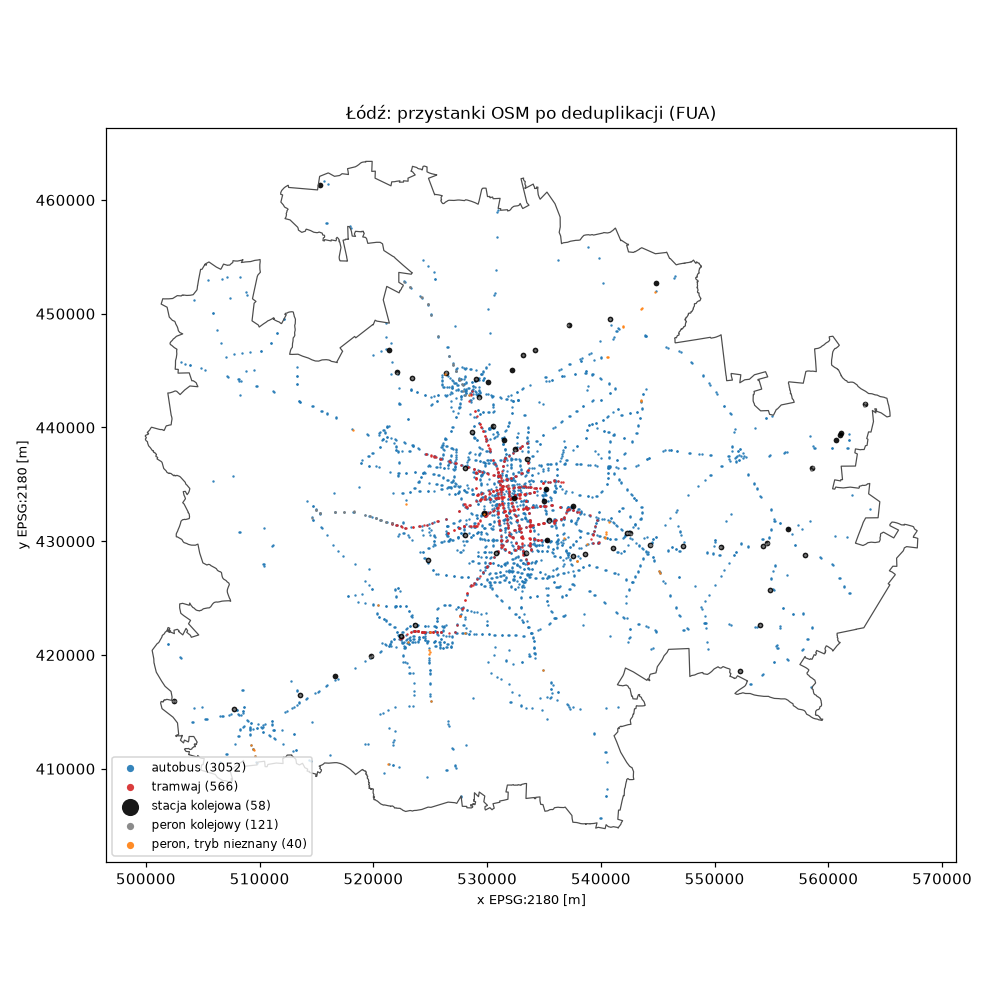 Łódź: przystanki OSM po deduplikacji (FUA)
y EPSG:2180 [m]
460000
450000
440000
430000
420000
410000
autobus (3052)
tramwaj (566)
stacja kolejowa (58)
peron kolejowy (121)
peron, tryb nieznany (40)
500000 510000 520000 530000 540000 550000 560000 570000
x EPSG:2180 [m]